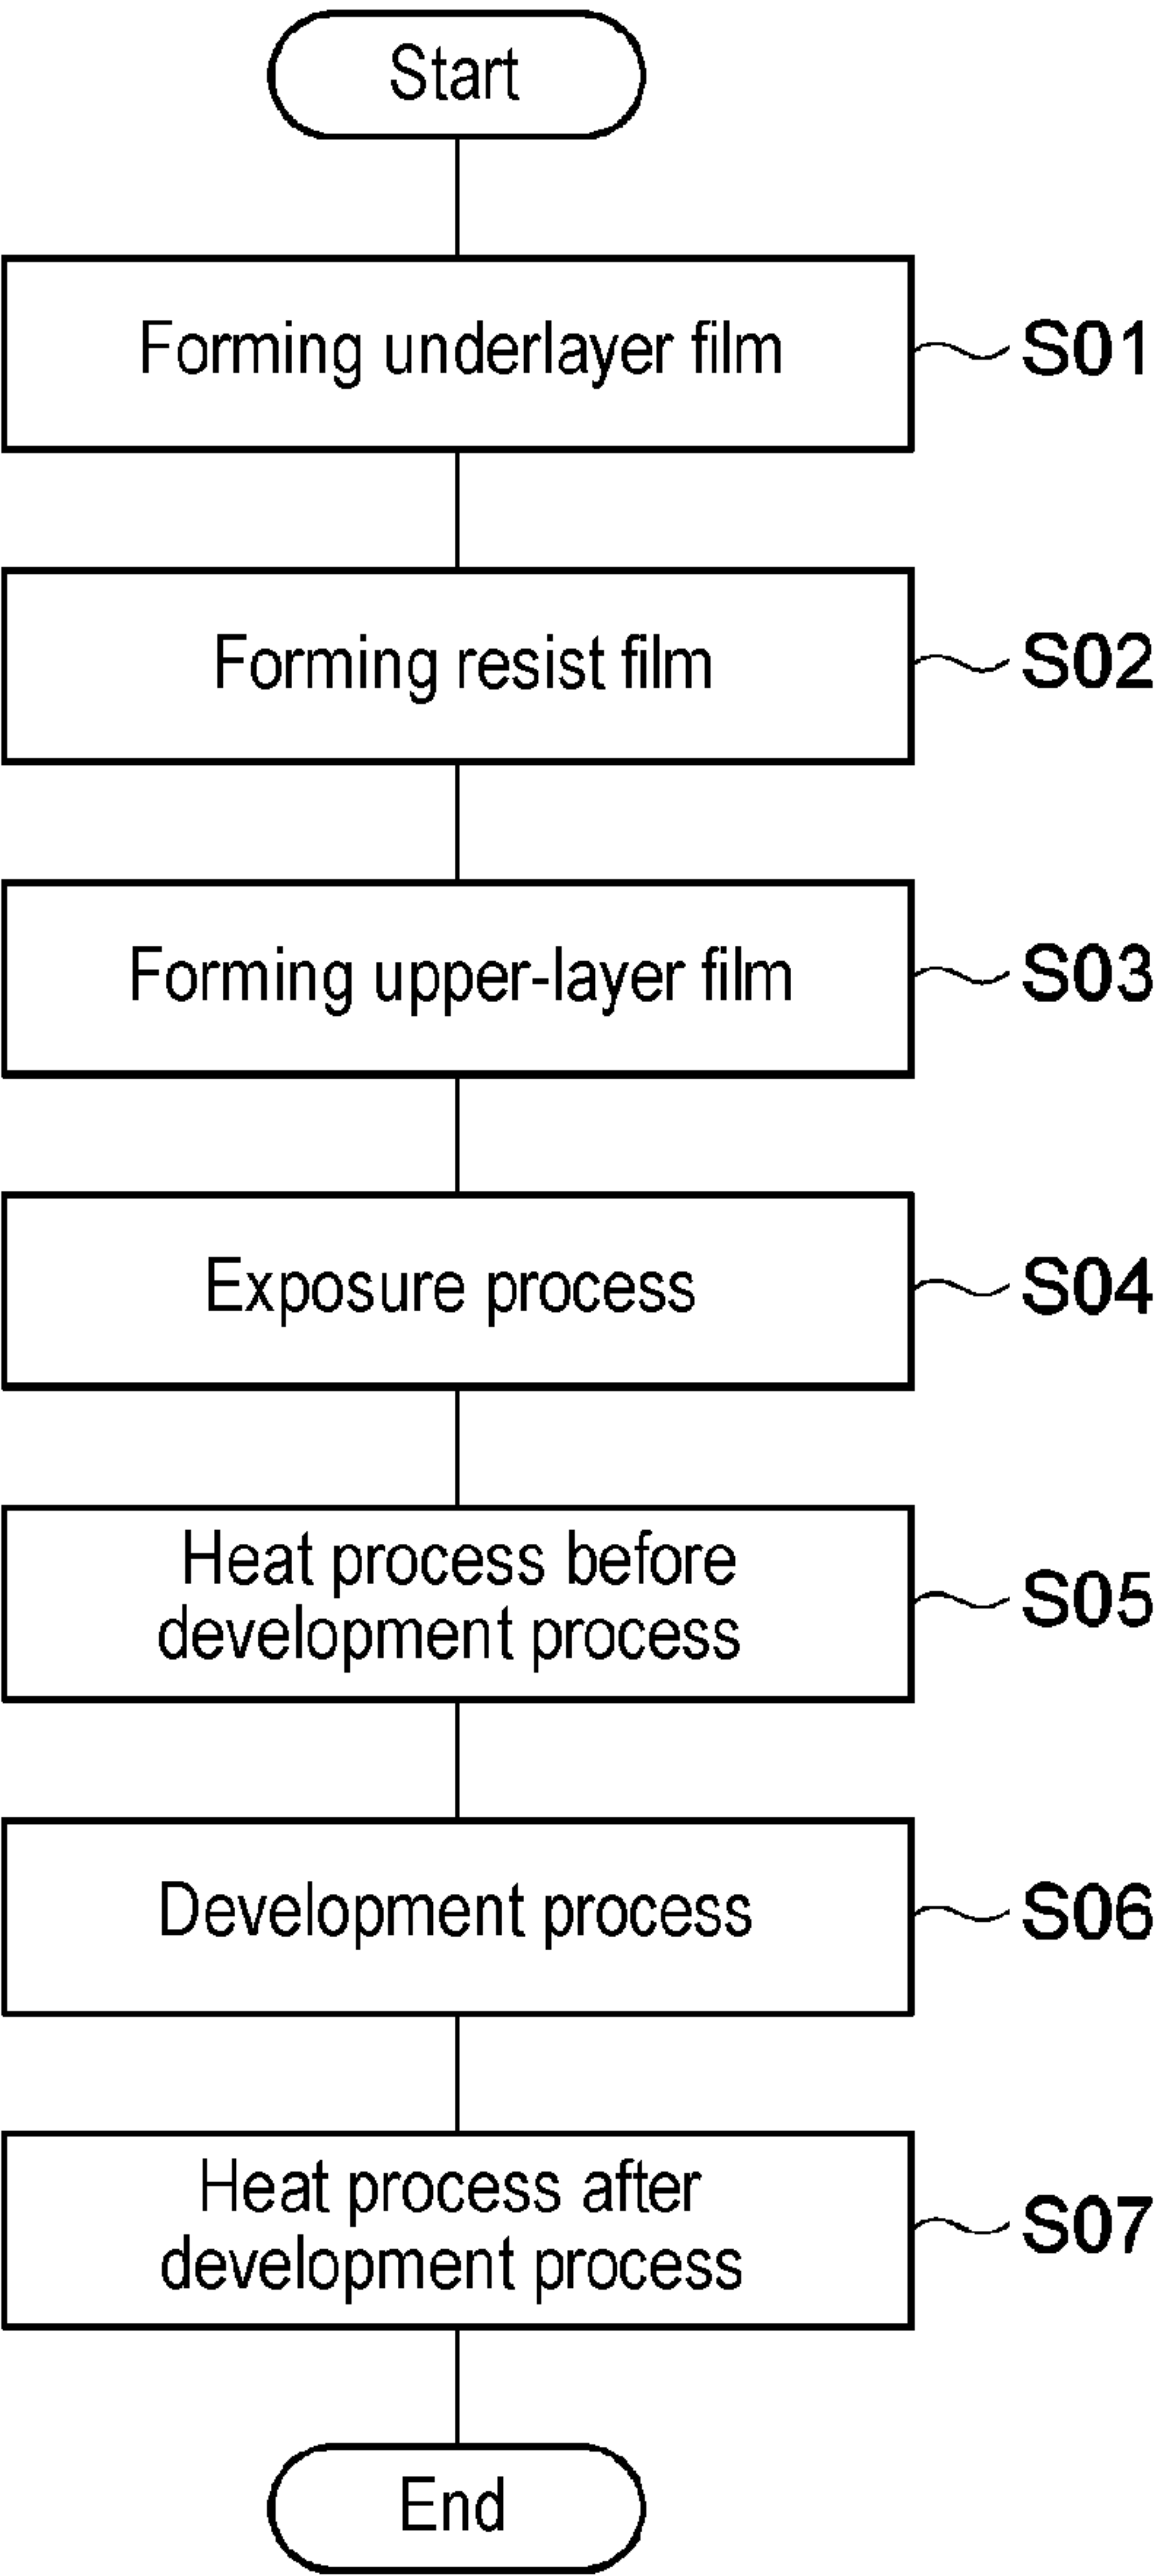 Start
Forming underlayer film
S01
Forming resist film
S02
Forming upper-layer film
S03
Exposure process
S04
Heat process before
development process
S05
Development process
S06
Heat process after
development process
S07
End